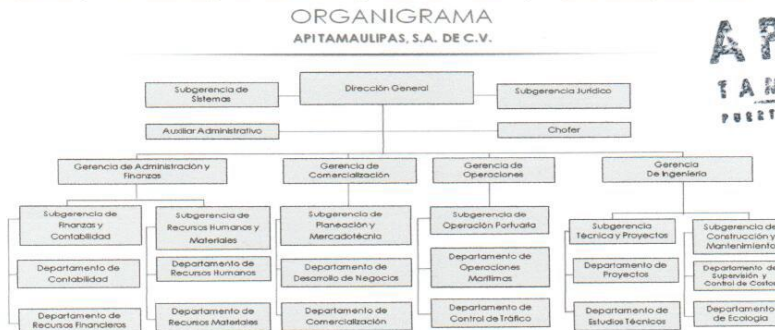 ORGANIGRAMA
APITAMAULIPAS, S.A. DE C.V.
Subgerencia de
Sistemas
Dirección General
Subgerencia Jurídico
Auxiliar Administrativo
Chofer
Gerencia de Administración y
Finanzas
Gerencia de
Comercialización
Gerencia de
Operaciones
Gerencia
De Ingeniería
Subgerencia de
Finanzas y
Contabilidad
Subgerencia de
Recursos Humanos y
Materiales
Subgerencia de
Planeación y
Mercadotécnia
Subgerencia de
Operación Portuaria
Subgerencia
Técnica y Proyectos
Subgerencia de
Construcción y
Mantenimiento
Departamento de
Contabilidad
Departamento de
Recursos Humanos
Departamento de
Desarrollo de Negocios
Departamento de
Operaciones
Marítimas
Departamento de
Proyectos
Departamento de
Supervisión y
Control de Costos
Departamento de
Recursos Financieros
Departamento de
Recursos Materiales
Departamento de
Comercialización
Departamento de
Control de Tráfico
Departamento de
Estudios Técnicos
Departamento
de Ecología